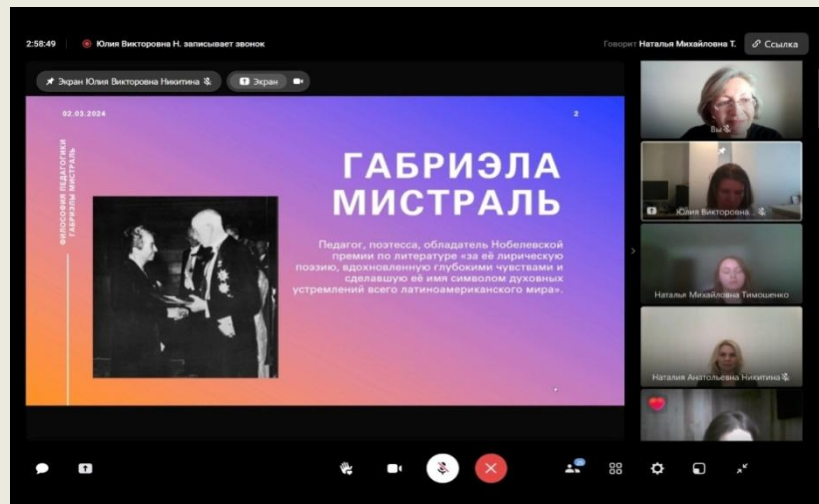 2:58:49
Юлия Викторовна Н. записывает звонок
Говорит Наталья Михайловна Т.
Ссылка
Экран Юлия Викторовна Никитина
Экран
02.03.2024
2
ФИЛОСОФИЯ ПЕДАГОГИКИ
ГАБРИЭЛЫ МИСТРАЛЬ
ГАБРИЭЛА
МИСТРАЛЬ
Педагог, поэтесса, обладатель Нобелевской
премии по литературе «за её лирическую
поэзию, вдохновленную глубокими чувствами и
сделавшую её имя символом духовных
устремлений всего латиноамериканского мира».
Вы
Юлия Викторовна...
Наталья Михайловна Тимошенко
Наталия Анатольевна Никитина